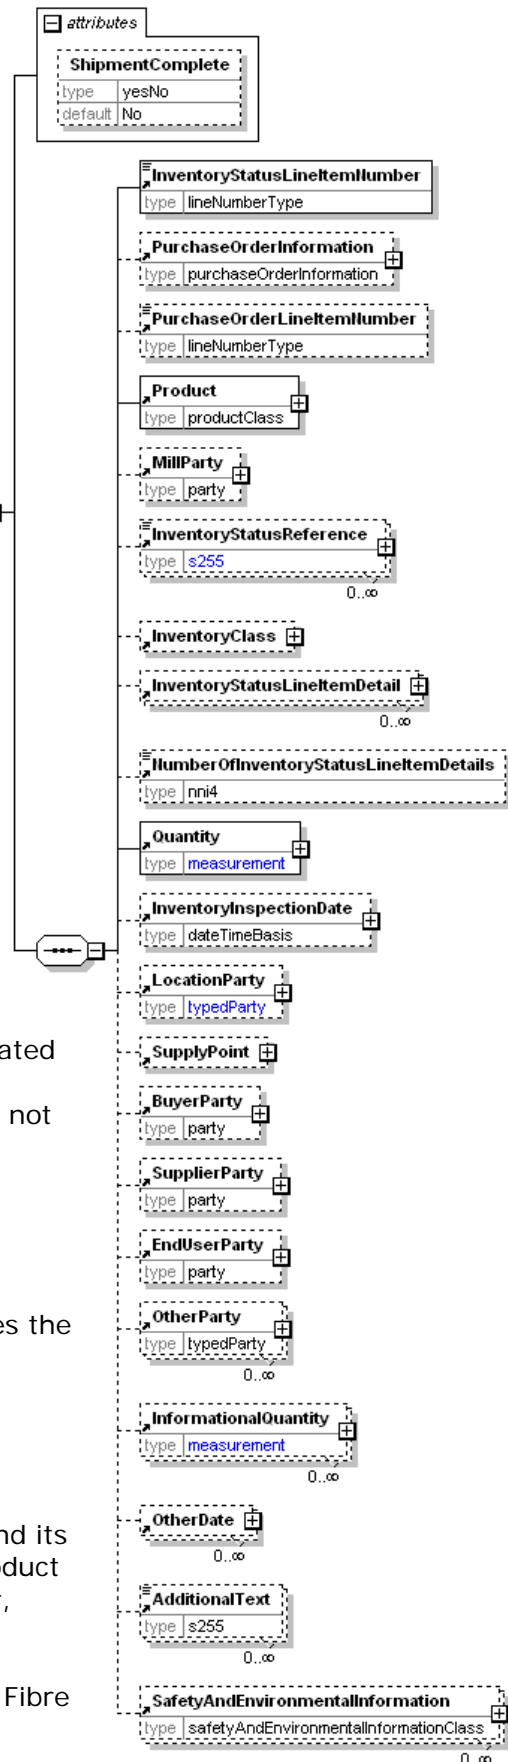 attributes
ShipmentComplete
type yesNo
default No
InventoryStatusLineItemNumber
type lineNumberType
PurchaseOrderInformation
type purchaseOrderInformation
PurchaseOrderLineItemNumber
type lineNumberType
Product
type productClass
MillParty
type party
InventoryStatusReference
type s255
0..∞
InventoryClass
InventoryStatusLineItemDetail
0..∞
NumberOfInventoryStatusLineItemDetails
type nni4
Quantity
type measurement
InventoryInspectionDate
type dateTimeBasis
LocationParty
type typedParty
ated
SupplyPoint
not
BuyerParty
type party
SupplierParty
type party
EndUserParty
type party
es the
OtherParty
type typedParty
0..∞
InformationalQuantity
type measurement
0..∞
nd its
OtherDate
0..∞
duct
AdditionalText
type s255
0..∞
Fibre
SafetyAndEnvironmentalInformation
type safetyAndEnvironmentalInformationClass
0..∞